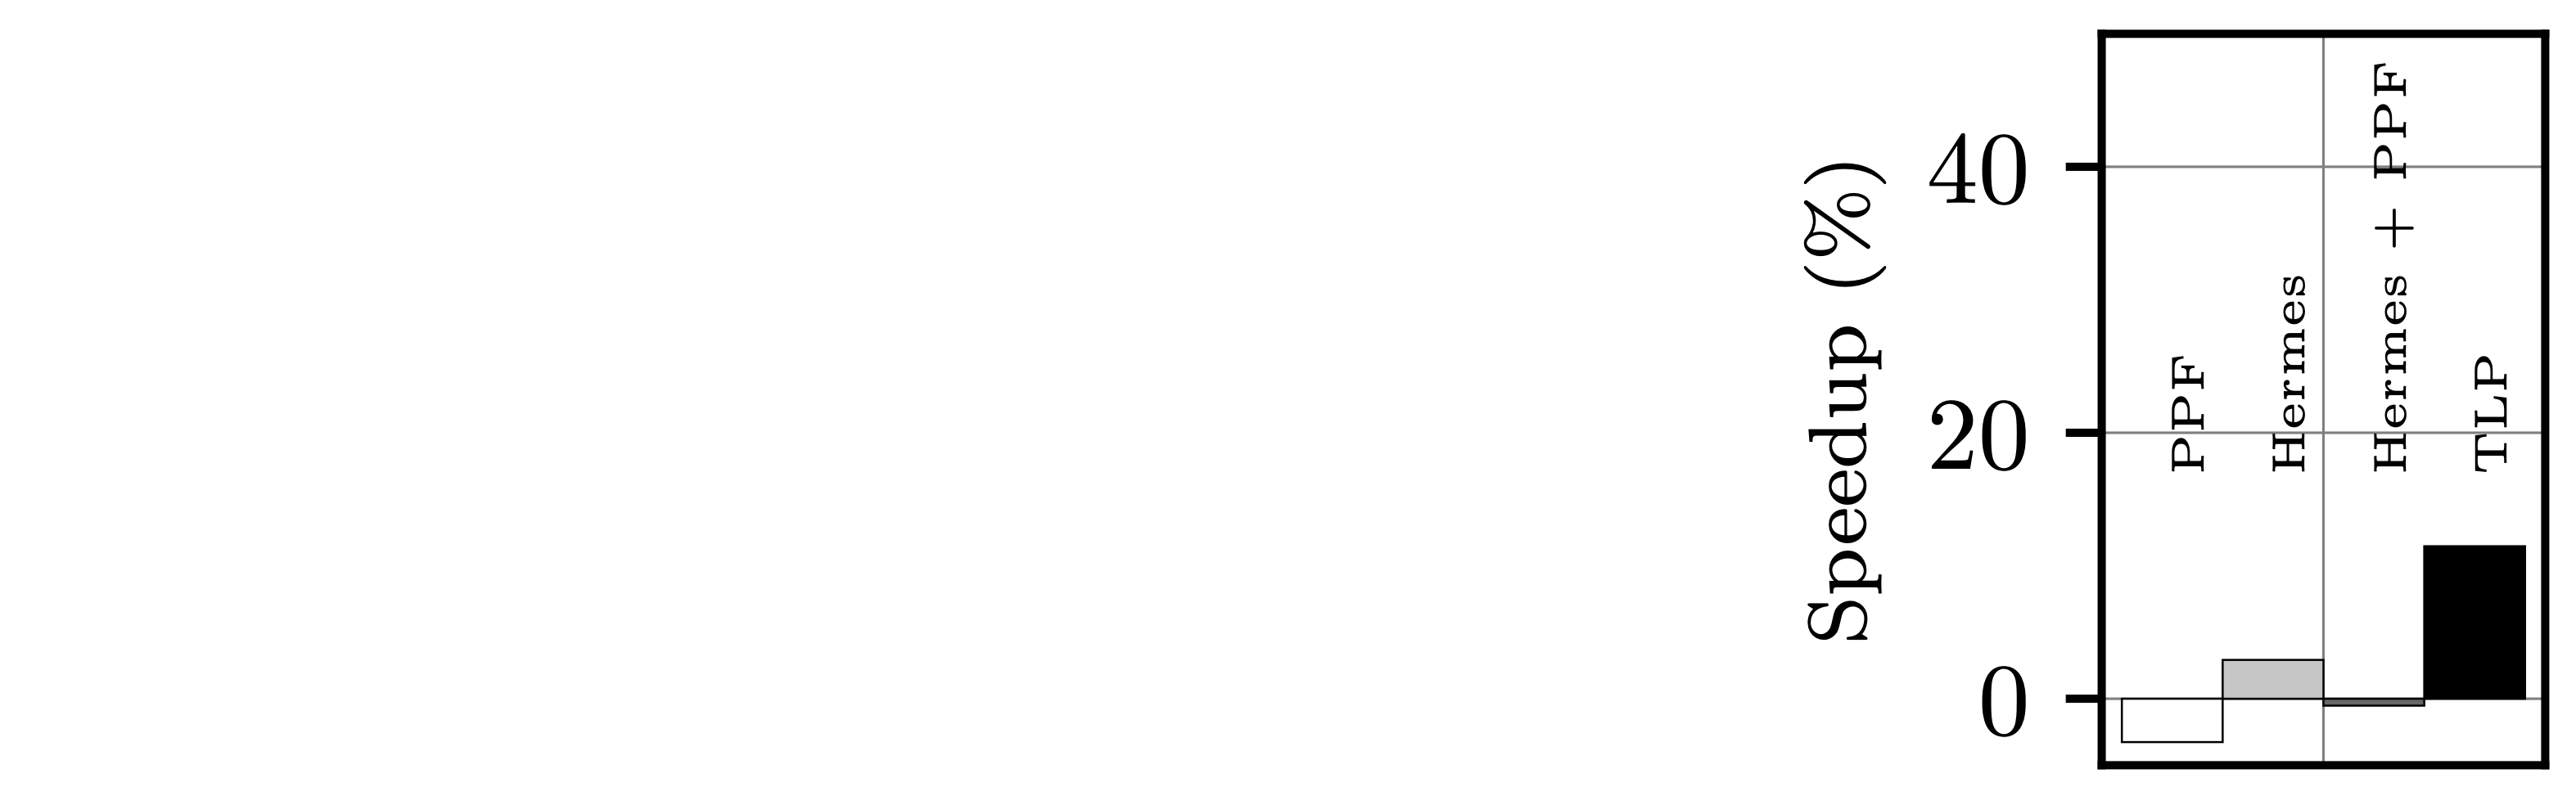 Speedup (%)
40
20
0
PPF
Hermes
Hermes + PPF
TLP